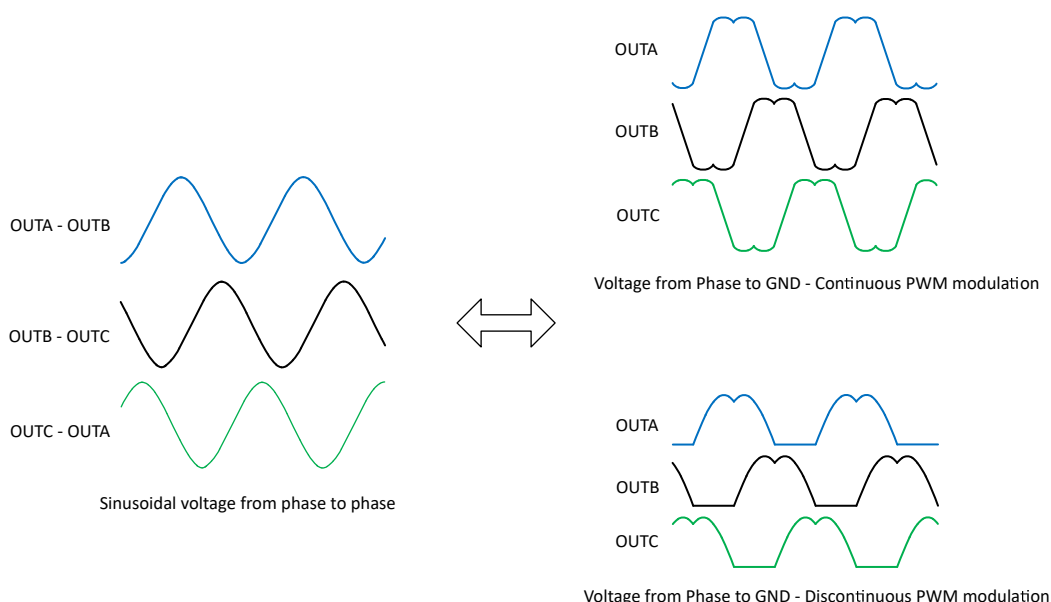 OUTA - OUTB
OUTB - OUTC
OUTC - OUTA
Sinusoidal voltage from phase to phase
OUTA
OUTB
OUTC
Voltage from Phase to GND - Continuous PWM modulation
OUTA
OUTB
OUTC
Voltage from Phase to GND - Discontinuous PWM modulation